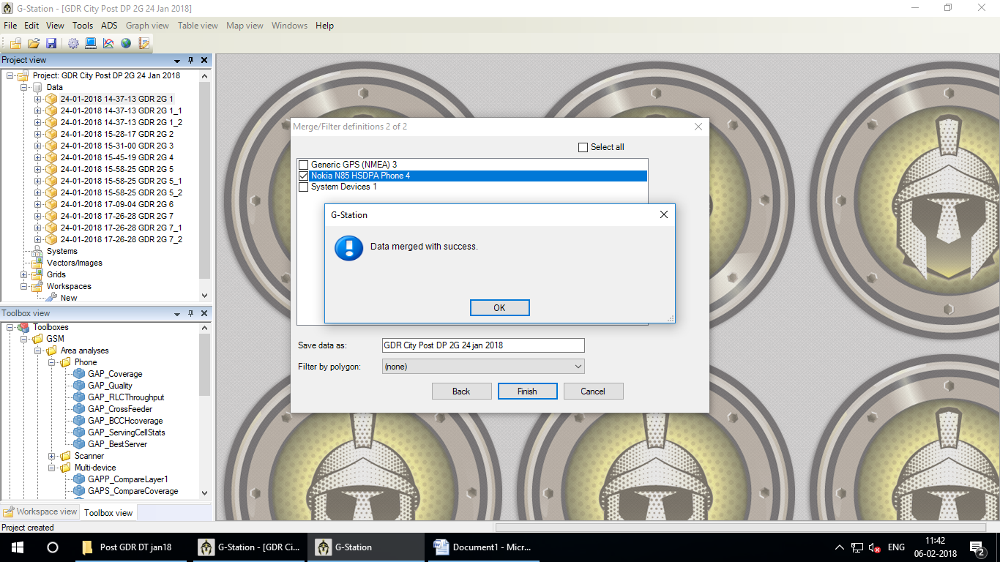 G-Station - [GDR City Post DP 2G 24 Jan 2018]
File Edit View Tools ADS Graph view Table view Map view Windows Help
Project view
Project: GDR City Post DP 2G 24 Jan 2018
Data
24-01-2018 14-37-13 GDR 2G 1
24-01-2018 14-37-13 GDR 2G 1_1
24-01-2018 14-37-13 GDR 2G 1_2
24-01-2018 15-28-17 GDR 2G 2
24-01-2018 15-31-00 GDR 2G 3
24-01-2018 15-45-19 GDR 2G 4
24-01-2018 15-58-25 GDR 2G 5
24-01-2018 15-58-25 GDR 2G 5_1
24-01-2018 15-58-25 GDR 2G 5_2
24-01-2018 17-09-04 GDR 2G 6
24-01-2018 17-26-28 GDR 2G 7
24-01-2018 17-26-28 GDR 2G 7_1
24-01-2018 17-26-28 GDR 2G 7_2
Systems
Vectors/Images
Grids
Workspaces
New
Toolbox view
Toolboxes
GSM
Area analyses
Phone
GAP_Coverage
GAP_Quality
GAP_RLCThroughput
GAP_CrossFeeder
GAP_BCCHcoverage
GAP_ServingCellStats
GAP_BestServer
Scanner
Multi-device
GAPP_CompareLayer1
GAPS_CompareCoverage
Workspace view Toolbox view
Project created
Merge/Filter definitions 2 of 2
Select all
Generic GPS (NMEA) 3
Nokia N85 HSDPA Phone 4
System Devices 1
G-Station
Data merged with success.
OK
Save data as: GDR City Post DP 2G 24 jan 2018
Filter by polygon: (none)
Back Finish Cancel
Post GDR DT jan18 G-Station - [GDR Ci... G-Station Document1 - Micr... ENG 11:42
06-02-2018
2